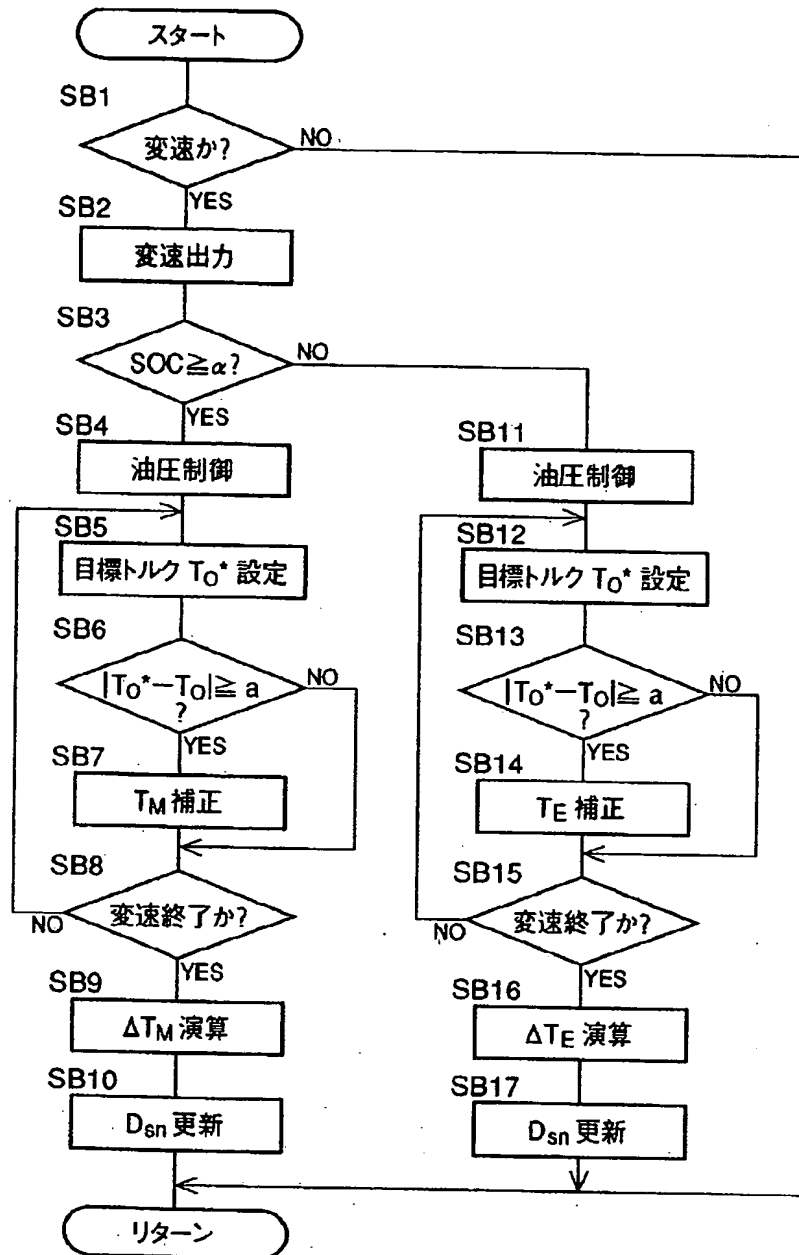 スタート
SB1
変速か?
NO
YES
SB2
変速出力
SB3
SOC≧α?
NO
YES
SB4
油圧制御
SB5
目標トルク TO* 設定
SB6
|TO*−TO|≧a
?
NO
YES
SB7
TM 補正
SB8
変速終了か?
NO
YES
SB9
ΔTM 演算
SB10
Dsn 更新
リターン
SB11
油圧制御
SB12
目標トルク TO* 設定
SB13
|TO*−TO|≧a
?
NO
YES
SB14
TE 補正
SB15
変速終了か?
NO
YES
SB16
ΔTE 演算
SB17
Dsn 更新